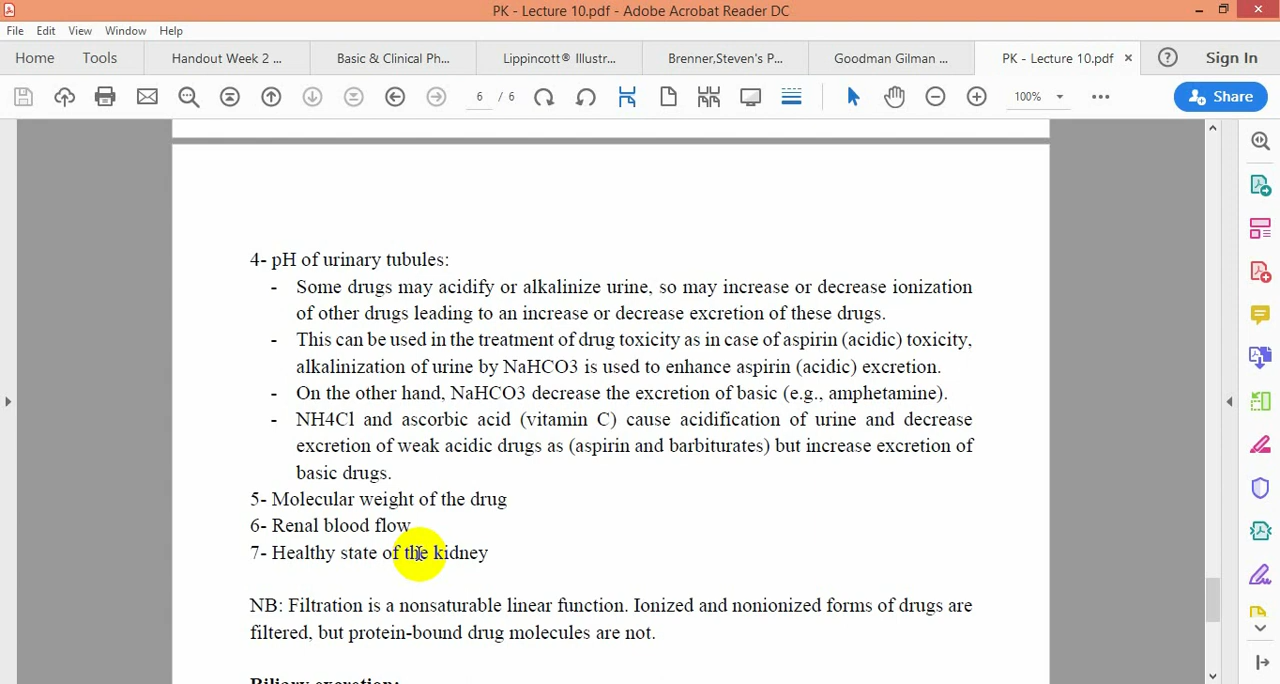 PK - Lecture 10.pdf - Adobe Acrobat Reader DC
File Edit View Window Help
Home Tools Handout Week 2 ... Basic & Clinical Ph... Lippincott® Illustr... Brenner,Steven's P... Goodman Gilman ... PK - Lecture 10.pdf × ? Sign In
6 / 6 100% Share
4- pH of urinary tubules:
- Some drugs may acidify or alkalinize urine, so may increase or decrease ionization
of other drugs leading to an increase or decrease excretion of these drugs.
- This can be used in the treatment of drug toxicity as in case of aspirin (acidic) toxicity,
alkalinization of urine by NaHCO3 is used to enhance aspirin (acidic) excretion.
- On the other hand, NaHCO3 decrease the excretion of basic (e.g., amphetamine).
- NH4Cl and ascorbic acid (vitamin C) cause acidification of urine and decrease
excretion of weak acidic drugs as (aspirin and barbiturates) but increase excretion of
basic drugs.
5- Molecular weight of the drug
6- Renal blood flow
7- Healthy state of the kidney
NB: Filtration is a nonsaturable linear function. Ionized and nonionized forms of drugs are
filtered, but protein-bound drug molecules are not.
Biliary excretion: